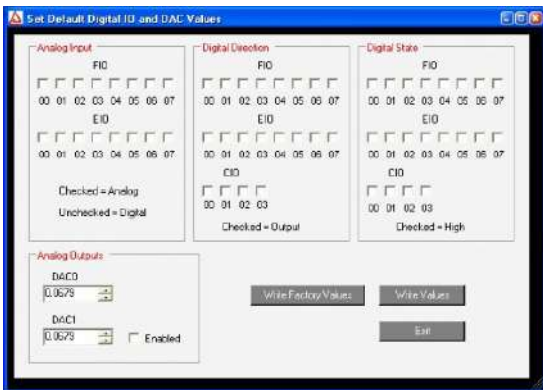 Set Default Digital IO and DAC Values
Analog Input
FIO
00 01 02 03 04 05 06 07
EIO
00 01 02 03 04 05 06 07
Checked = Analog
Unchecked = Digital
Digital Direction
FIO
00 01 02 03 04 05 06 07
EIO
00 01 02 03 04 05 06 07
CIO
00 01 02 03
Checked = Output
Digital State
FIO
00 01 02 03 04 05 06 07
EIO
00 01 02 03 04 05 06 07
CIO
00 01 02 03
Checked = High
Analog Outputs
DAC0
0.0679
DAC1
0.0679
Enabled
Write Factory Values
Write Values
Exit